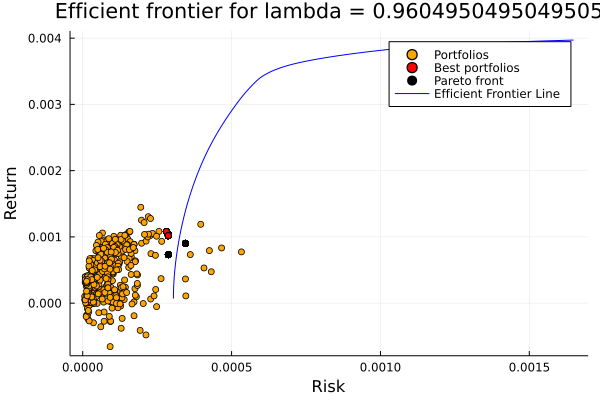 Efficient frontier for lambda = 0.9604950495049505
0.004
0.003
0.002
0.001
0.000
Return
Portfolios
Best portfolios
Pareto front
Efficient Frontier Line
0.0000 0.0005 0.0010 0.0015
Risk